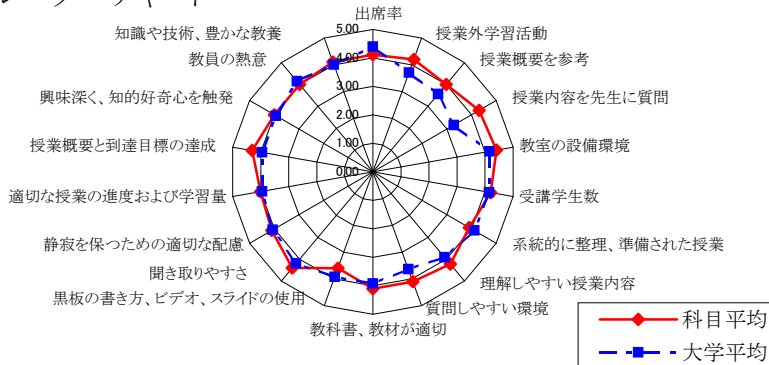 出席率
授業外学習活動
授業概要を参考
授業内容を先生に質問
教室の設備環境
受講学生数
系統的に整理、準備された授業
理解しやすい授業内容
質問しやすい環境
教科書、教材が適切
黒板の書き方、ビデオ、スライドの使用
聞き取りやすさ
静寂を保つための適切な配慮
適切な授業の進度および学習量
授業概要と到達目標の達成
興味深く、知的好奇心を触発
教員の熱意
知識や技術、豊かな教養
5.00
4.00
3.00
2.00
1.00
0.00
科目平均
大学平均